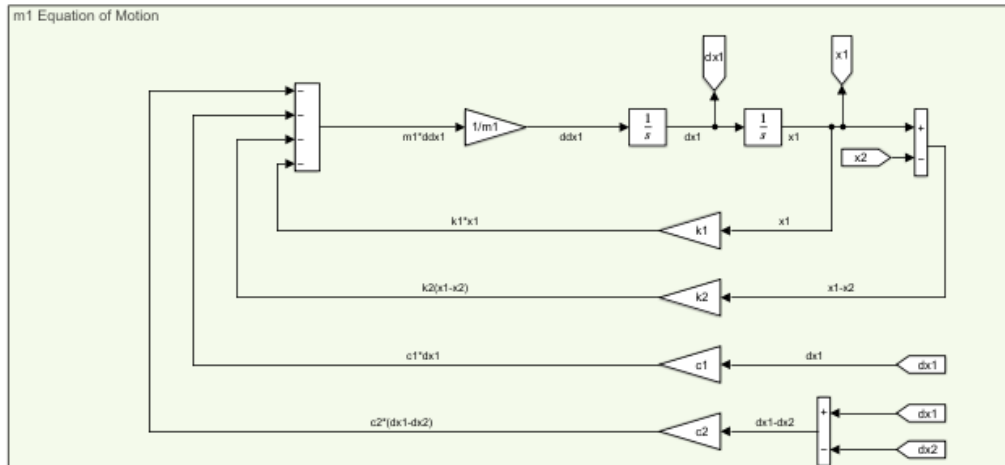 m1 Equation of Motion
dx1
x1
−
−
−
−
m1*ddx1
1/m1
ddx1
1
s
dx1
1
s
x1
+
−
x2
k1*x1
k1
x1
k2(x1-x2)
k2
x1-x2
c1*dx1
c1
dx1
dx1
c2*(dx1-dx2)
c2
dx1-dx2
+
−
dx1
dx2